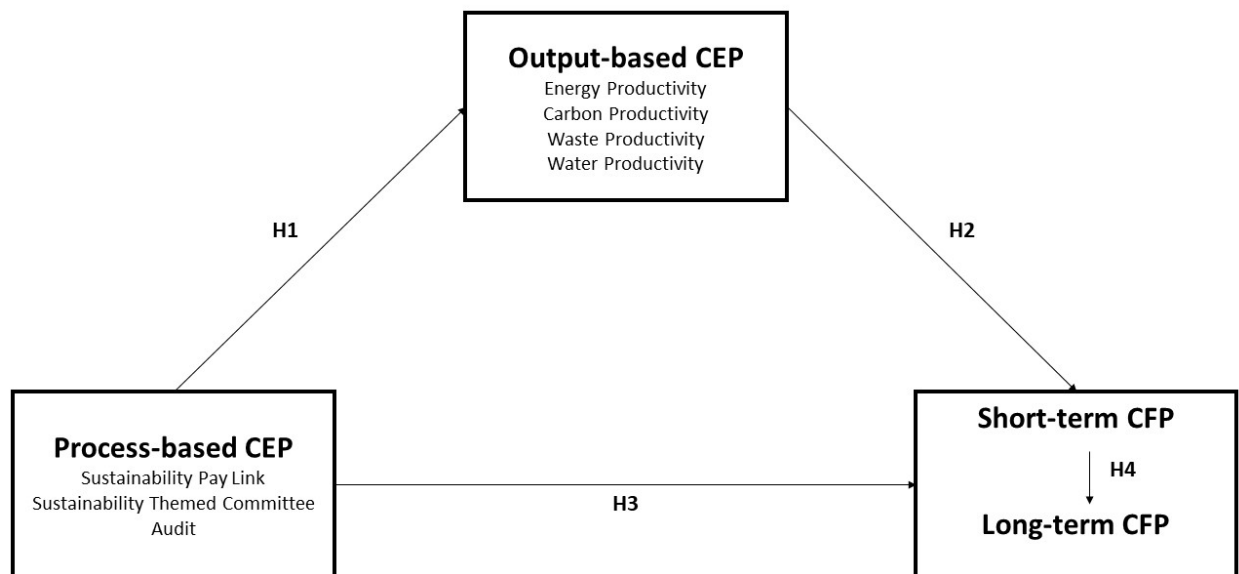 Output-based CEP
Energy Productivity
Carbon Productivity
Waste Productivity
Water Productivity
H1
H2
Process-based CEP
Sustainability Pay Link
Sustainability Themed Committee
Audit
H3
Short-term CFP
H4
Long-term CFP